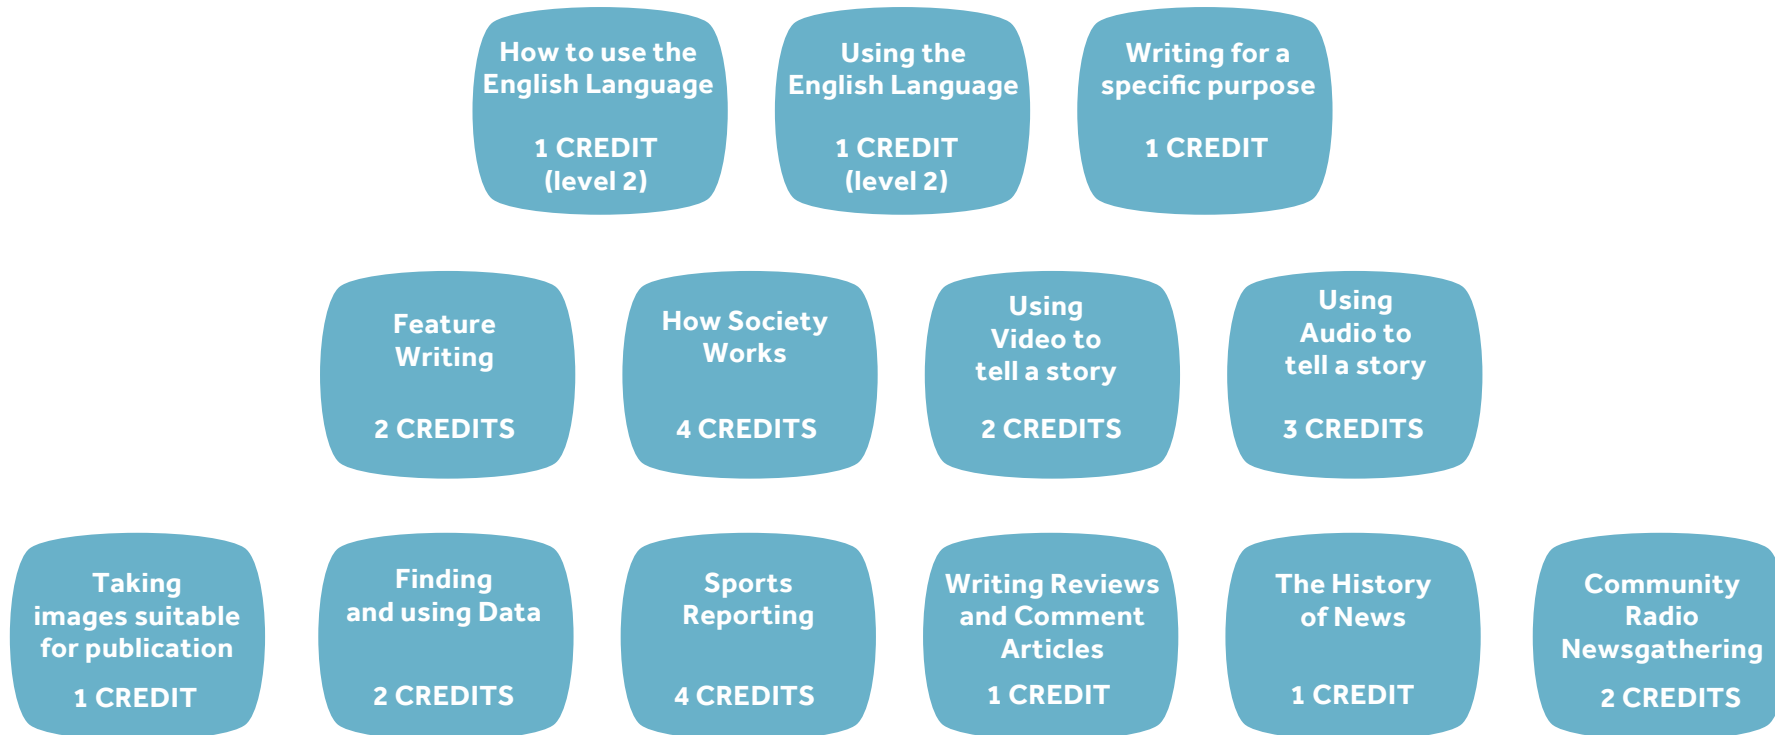 How to use the
English Language
1 CREDIT
(level 2)
Using the
English Language
1 CREDIT
(level 2)
Writing for a
specific purpose
1 CREDIT
Feature
Writing
2 CREDITS
How Society
Works
4 CREDITS
Using
Video to
tell a story
2 CREDITS
Using
Audio to
tell a story
3 CREDITS
Taking
images suitable
for publication
1 CREDIT
Finding
and using Data
2 CREDITS
Sports
Reporting
4 CREDITS
Writing Reviews
and Comment
Articles
1 CREDIT
The History
of News
1 CREDIT
Community
Radio
Newsgathering
2 CREDITS